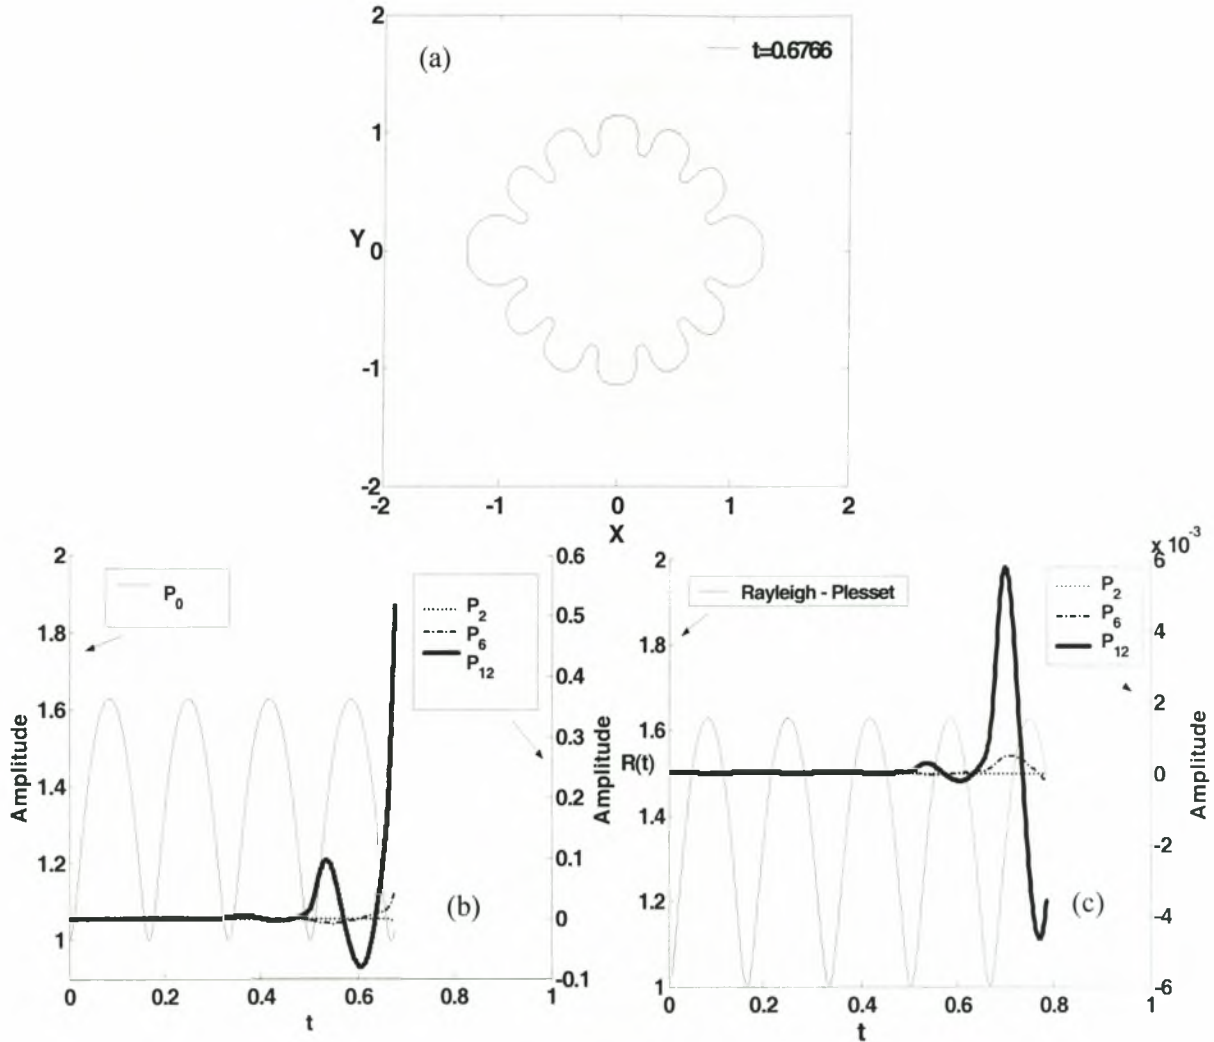 2
(a)
t=0.6766
1
Y
0
-1
-2
-2
-1
0
1
2
X
2
1.8
1.6
1.4
1.2
1
Amplitude
P0
0.6
0.5
0.4
0.3
0.2
0.1
0
-0.1
Amplitude
P2
P6
P12
(b)
0
0.2
0.4
0.6
0.8
1
t
2
1.8
1.6
R(t)
1.4
1.2
1
Rayleigh - Plesset
x 10-3
6
4
2
0
-2
-4
-6
Amplitude
P2
P6
P12
(c)
0
0.2
0.4
0.6
0.8
1
t